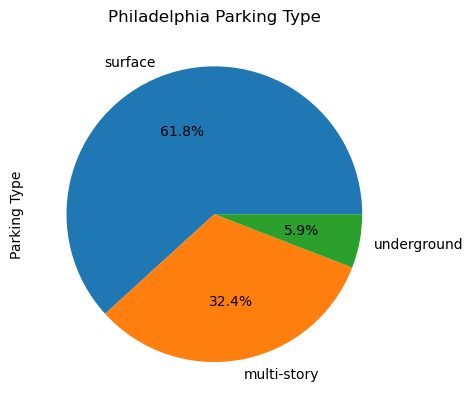 Philadelphia Parking Type
surface
61.8%
Parking Type
5.9%
underground
32.4%
multi-story